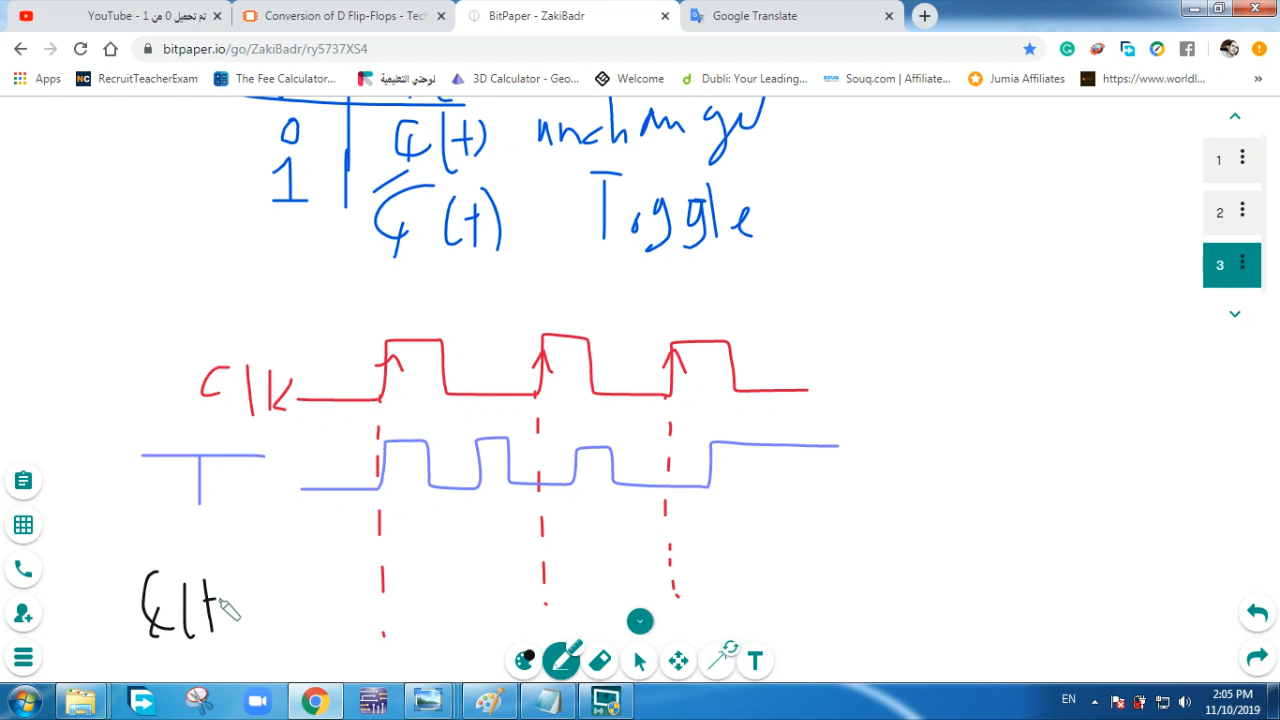 YouTube - تم تحميل 0 من 1
Conversion of D Flip-Flops - Tech
BitPaper - ZakiBadr
Google Translate
bitpaper.io/go/ZakiBadr/ry5737XS4
Apps
NC RecruitTeacherExam
The Fee Calculator...
لوحتي التعليمية
3D Calculator - Geo...
Welcome
d Dubli: Your Leading...
Souq.com | Affiliate...
Jumia Affiliates
https://www.worldl...
»
0 Q(t) unchange
1 Q(t) Toggle
1
2
3
Clk
T
Q(t
T
EN
2:05 PM
11/10/2019